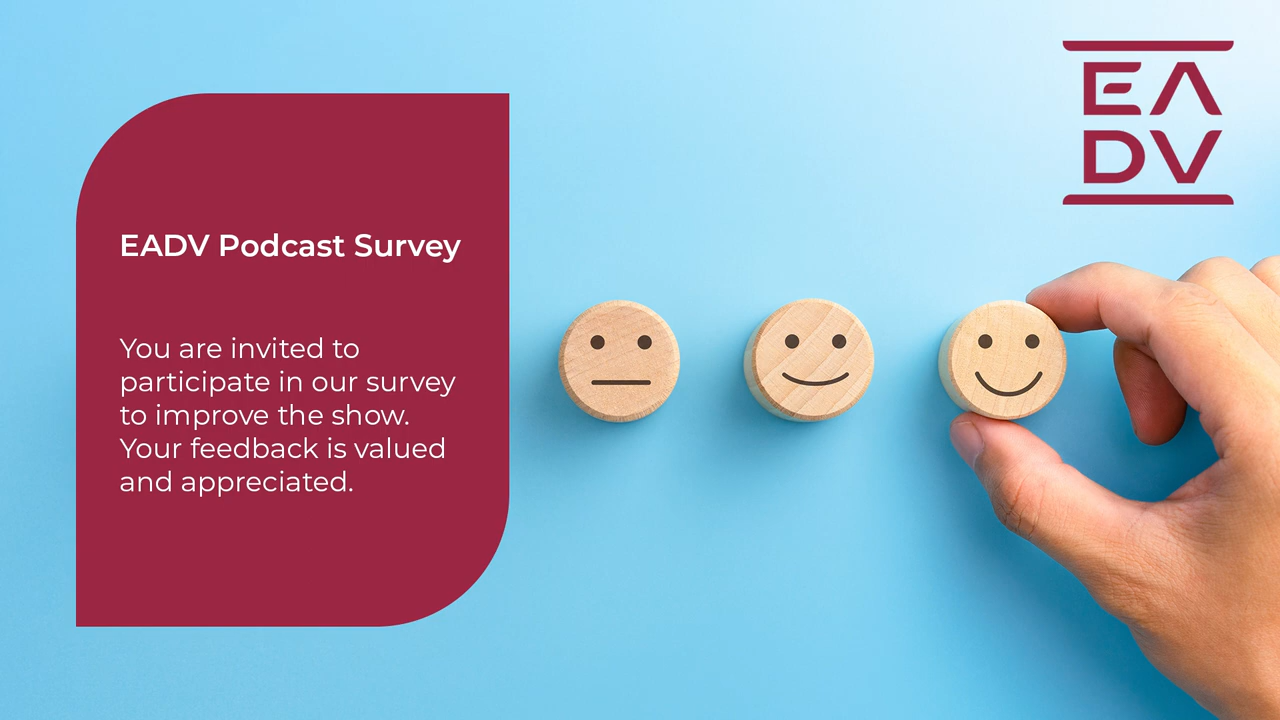 EADV Podcast Survey
You are invited to
participate in our survey
to improve the show.
Your feedback is valued
and appreciated.
EA
DV